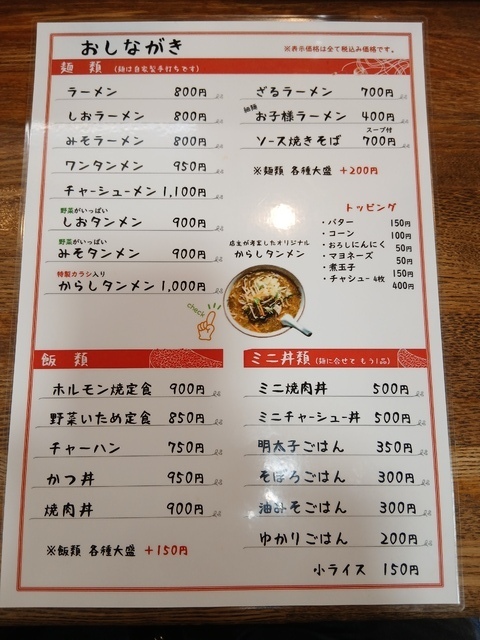 おしながき
※表示価格は全て税込み価格です。
麺類 (麺は自家製手打ちです)
ラーメン 800円
しおラーメン 800円
みそラーメン 800円
ワンタンメン 950円
チャーシューメン 1,100円
野菜がいっぱい
しおタンメン 900円
野菜がいっぱい
みそタンメン 900円
特製カラシ入り
からしタンメン 1,000円
ざるラーメン 700円
お子様ラーメン 400円
スープ付
ソース焼きそば 700円
※麺類 各種大盛 +200円
トッピング
・バター 150円
・コーン 100円
・おろしにんにく 50円
・マヨネーズ 50円
・煮玉子 150円
・チャシュー4枚 400円
店主が考案したオリジナル
からしタンメン
check
飯類
ホルモン焼定食 900円
野菜いため定食 850円
チャーハン 750円
かつ丼 950円
焼肉丼 900円
※飯類 各種大盛 +150円
ミニ丼類 (麺に合せて もう1品)
ミニ焼肉丼 500円
ミニチャーシュー丼 500円
明太子ごはん 350円
そぼろごはん 300円
油みそごはん 300円
ゆかりごはん 200円
小ライス 150円